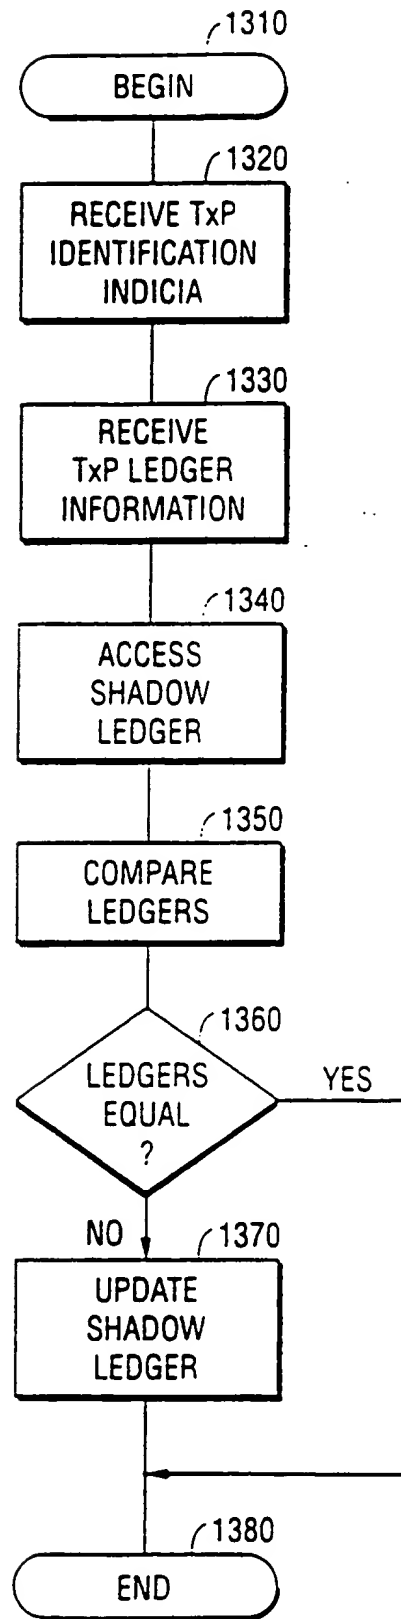 1310
BEGIN
1320
RECEIVE TxP
IDENTIFICATION
INDICIA
1330
RECEIVE
TxP LEDGER
INFORMATION
1340
ACCESS
SHADOW
LEDGER
1350
COMPARE
LEDGERS
1360
LEDGERS
EQUAL
?
YES
NO
1370
UPDATE
SHADOW
LEDGER
1380
END